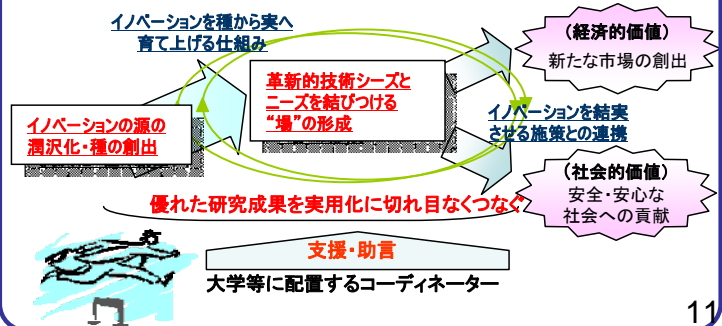 イノベーションを種から実へ
育て上げる仕組み
（経済的価値）
新たな市場の創出
革新的技術シーズと
ニーズを結びつける
“場”の形成
イノベーションの源の
潤沢化・種の創出
イノベーションを結実
させる施策との連携
（社会的価値）
安全・安心な
社会への貢献
優れた研究成果を実用化に切れ目なくつなぐ
支援・助言
大学等に配置するコーディネーター
11